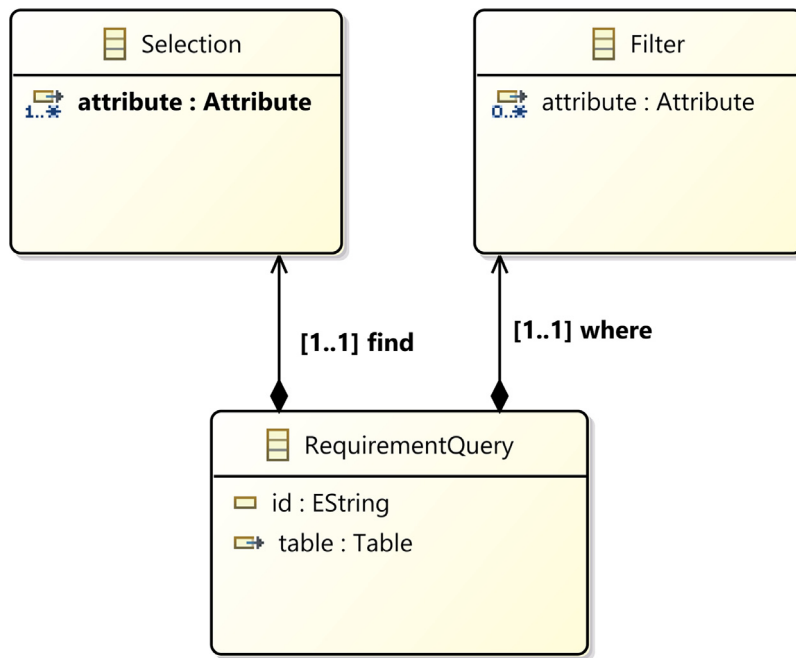 Selection
1..* attribute : Attribute
Filter
0..* attribute : Attribute
[1..1] find
[1..1] where
RequirementQuery
id : EString
table : Table